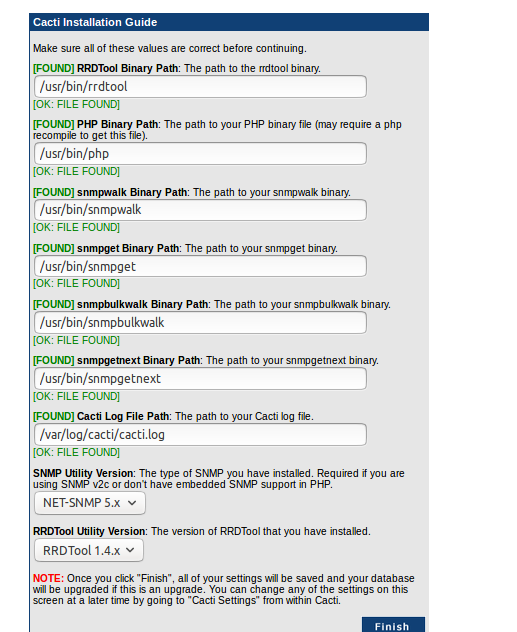 Cacti Installation Guide
Make sure all of these values are correct before continuing.
[FOUND] RRDTool Binary Path: The path to the rrdtool binary.
/usr/bin/rrdtool
[OK: FILE FOUND]
[FOUND] PHP Binary Path: The path to your PHP binary file (may require a php
recompile to get this file).
/usr/bin/php
[OK: FILE FOUND]
[FOUND] snmpwalk Binary Path: The path to your snmpwalk binary.
/usr/bin/snmpwalk
[OK: FILE FOUND]
[FOUND] snmpget Binary Path: The path to your snmpget binary.
/usr/bin/snmpget
[OK: FILE FOUND]
[FOUND] snmpbulkwalk Binary Path: The path to your snmpbulkwalk binary.
/usr/bin/snmpbulkwalk
[OK: FILE FOUND]
[FOUND] snmpgetnext Binary Path: The path to your snmpgetnext binary.
/usr/bin/snmpgetnext
[OK: FILE FOUND]
[FOUND] Cacti Log File Path: The path to your Cacti log file.
/var/log/cacti/cacti.log
[OK: FILE FOUND]
SNMP Utility Version: The type of SNMP you have installed. Required if you are
using SNMP v2c or don't have embedded SNMP support in PHP.
NET-SNMP 5.x
RRDTool Utility Version: The version of RRDTool that you have installed.
RRDTool 1.4.x
NOTE: Once you click "Finish", all of your settings will be saved and your database
will be upgraded if this is an upgrade. You can change any of the settings on this
screen at a later time by going to "Cacti Settings" from within Cacti.
Finish